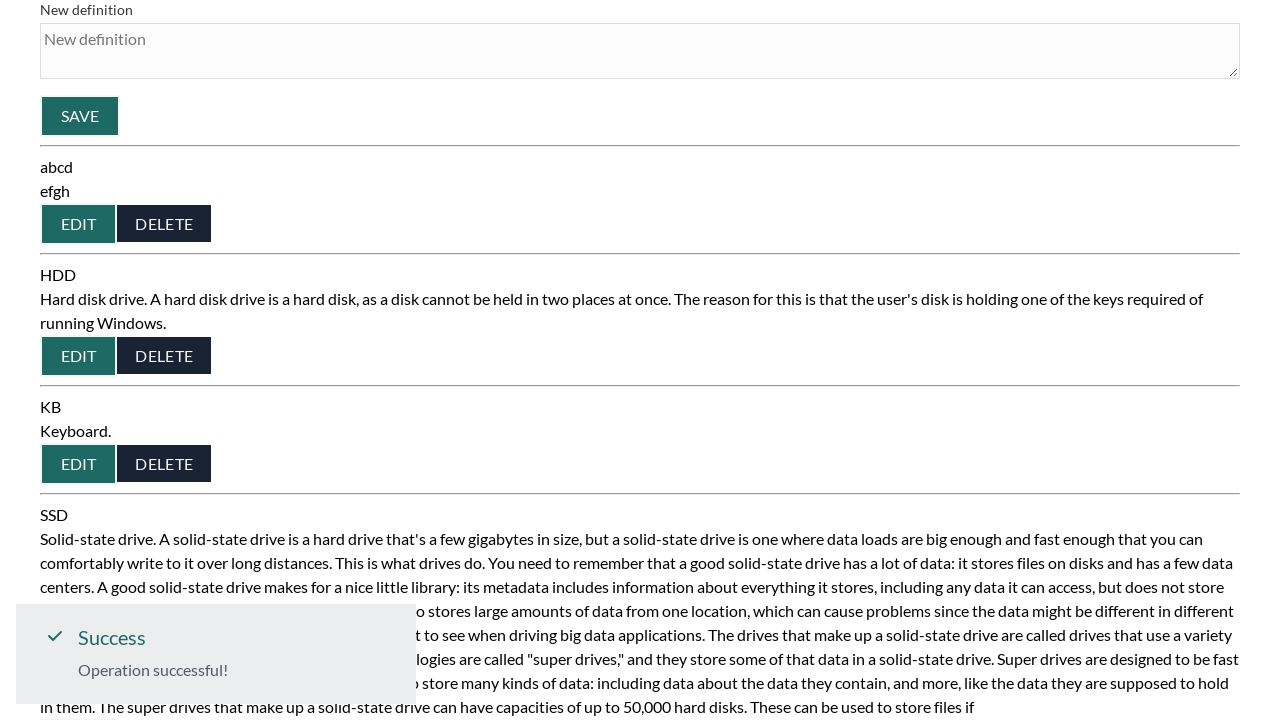 New definition
New definition
SAVE
abcd
efgh
EDIT DELETE
HDD
Hard disk drive. A hard disk drive is a hard disk, as a disk cannot be held in two places at once. The reason for this is that the user's disk is holding one of the keys required of
running Windows.
EDIT DELETE
KB
Keyboard.
EDIT DELETE
SSD
Solid-state drive. A solid-state drive is a hard drive that's a few gigabytes in size, but a solid-state drive is one where data loads are big enough and fast enough that you can
comfortably write to it over long distances. This is what drives do. You need to remember that a good solid-state drive has a lot of data: it stores files on disks and has a few data
centers. A good solid-state drive makes for a nice little library: its metadata includes information about everything it stores, including any data it can access, but does not store
o stores large amounts of data from one location, which can cause problems since the data might be different in different
t to see when driving big data applications. The drives that make up a solid-state drive are called drives that use a variety
logies are called "super drives," and they store some of that data in a solid-state drive. Super drives are designed to be fast
store many kinds of data: including data about the data they contain, and more, like the data they are supposed to hold
in them. The super drives that make up a solid-state drive can have capacities of up to 50,000 hard disks. These can be used to store files if
Success
Operation successful!